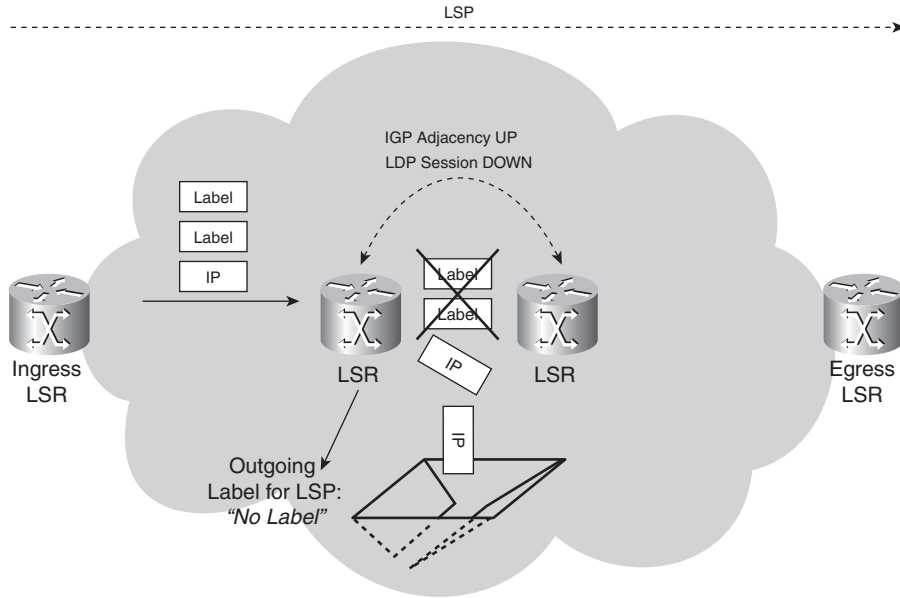 LSP
IGP Adjacency UP
LDP Session DOWN
Label
Label
IP
Label
Label
IP
IP
Ingress
LSR
LSR
LSR
Egress
LSR
Outgoing
Label for LSP:
“No Label”